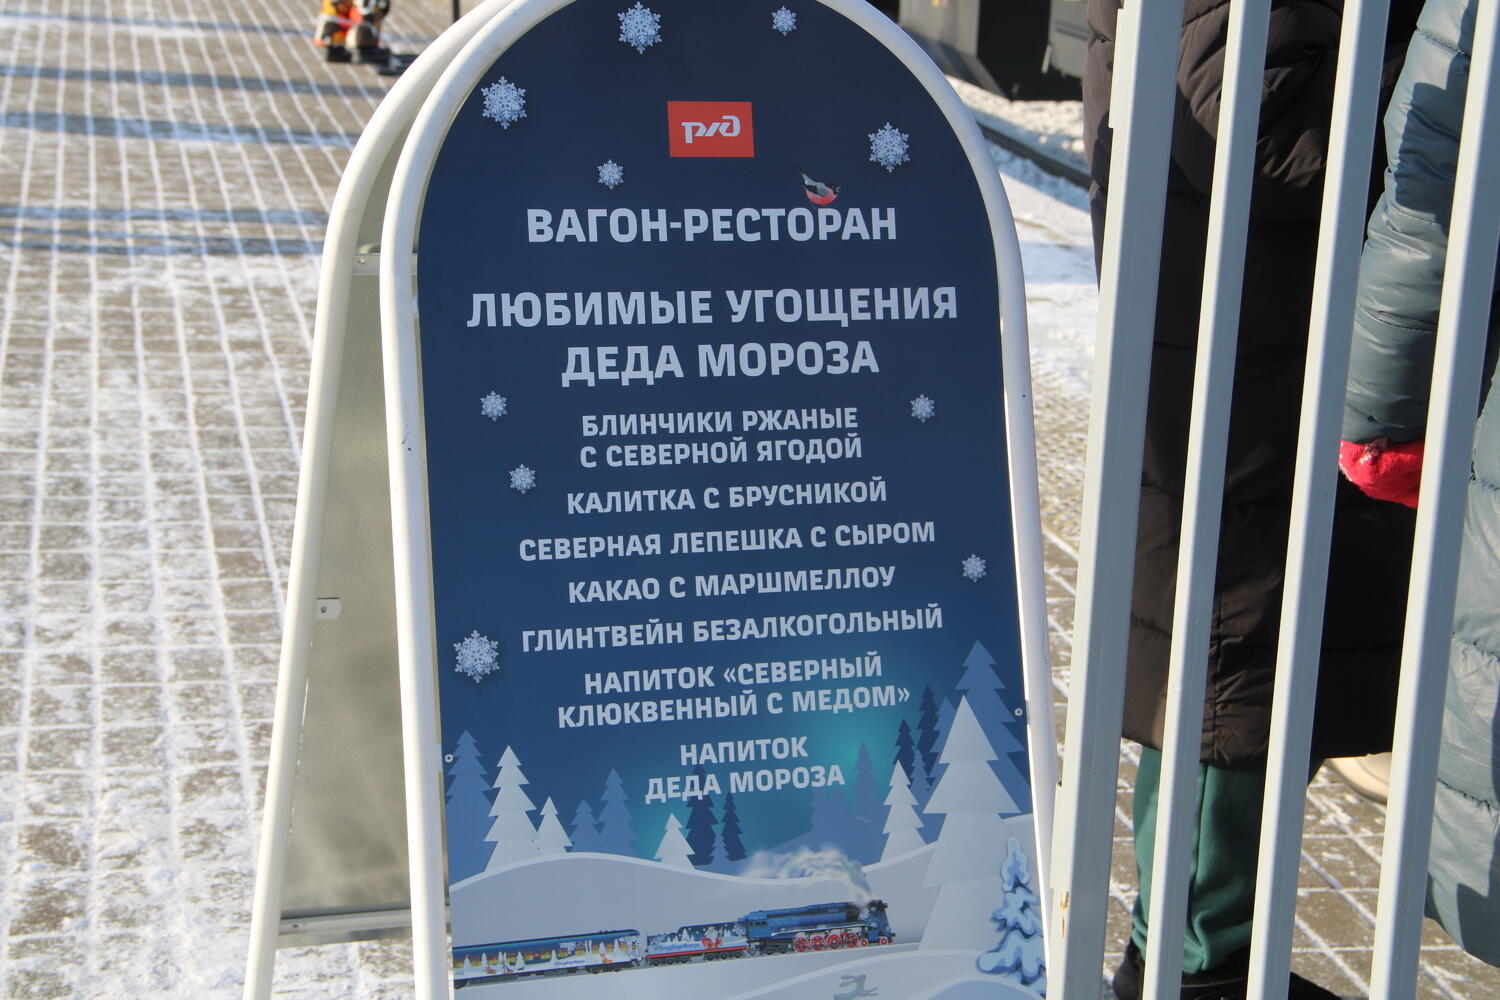 ржд
ВАГОН-РЕСТОРАН
ЛЮБИМЫЕ УГОЩЕНИЯ
ДЕДА МОРОЗА
БЛИНЧИКИ РЖАНЫЕ
С СЕВЕРНОЙ ЯГОДОЙ
КАЛИТКА С БРУСНИКОЙ
СЕВЕРНАЯ ЛЕПЕШКА С СЫРОМ
КАКАО С МАРШМЕЛЛОУ
ГЛИНТВЕЙН БЕЗАЛКОГОЛЬНЫЙ
НАПИТОК «СЕВЕРНЫЙ
КЛЮКВЕННЫЙ С МЕДОМ»
НАПИТОК
ДЕДА МОРОЗА